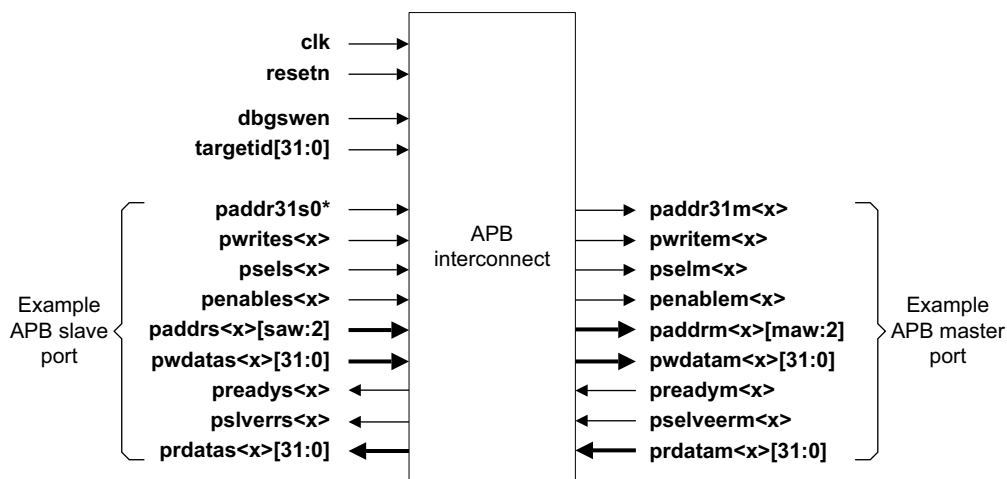 clk
resetn
dbgswen
targetid[31:0]
paddr31s0*
pwrites<x>
psels<x>
penables<x>
paddrs<x>[saw:2]
pwdatas<x>[31:0]
preadys<x>
pslverrs<x>
prdatas<x>[31:0]
Example
APB slave
port
APB
interconnect
paddr31m<x>
pwritem<x>
pselm<x>
penablem<x>
paddrm<x>[maw:2]
pwdatam<x>[31:0]
preadym<x>
pselveerm<x>
prdatam<x>[31:0]
Example
APB master
port